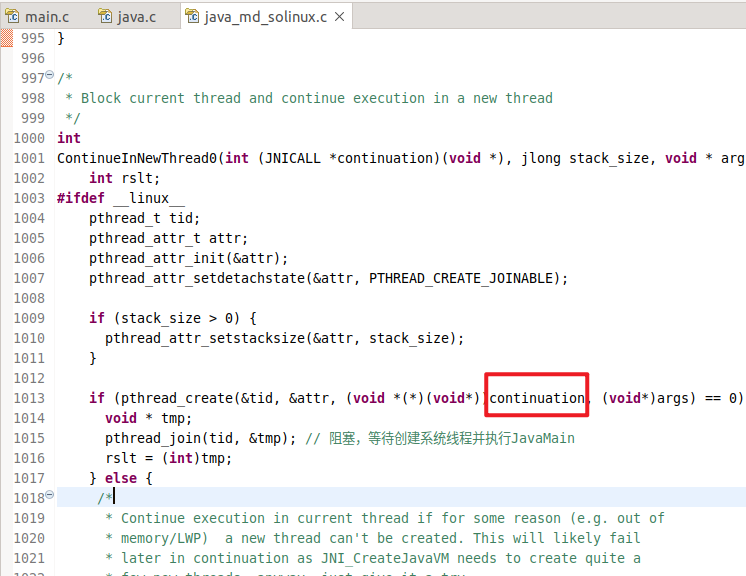 main.c java.c java_md_solinux.c
995 }
996
997 /*
998 * Block current thread and continue execution in a new thread
999 */
1000 int
1001 ContinueInNewThread0(int (JNICALL *continuation)(void *), jlong stack_size, void * arg
1002 int rslt;
1003 #ifdef __linux__
1004 pthread_t tid;
1005 pthread_attr_t attr;
1006 pthread_attr_init(&attr);
1007 pthread_attr_setdetachstate(&attr, PTHREAD_CREATE_JOINABLE);
1008
1009 if (stack_size > 0) {
1010 pthread_attr_setstacksize(&attr, stack_size);
1011 }
1012
1013 if (pthread_create(&tid, &attr, (void *(*)(void*))continuation, (void*)args) == 0)
1014 void * tmp;
1015 pthread_join(tid, &tmp); // 阻塞，等待创建系统线程并执行JavaMain
1016 rslt = (int)tmp;
1017 } else {
1018 /*
1019 * Continue execution in current thread if for some reason (e.g. out of
1020 * memory/LWP) a new thread can't be created. This will likely fail
1021 * later in continuation as JNI_CreateJavaVM needs to create quite a